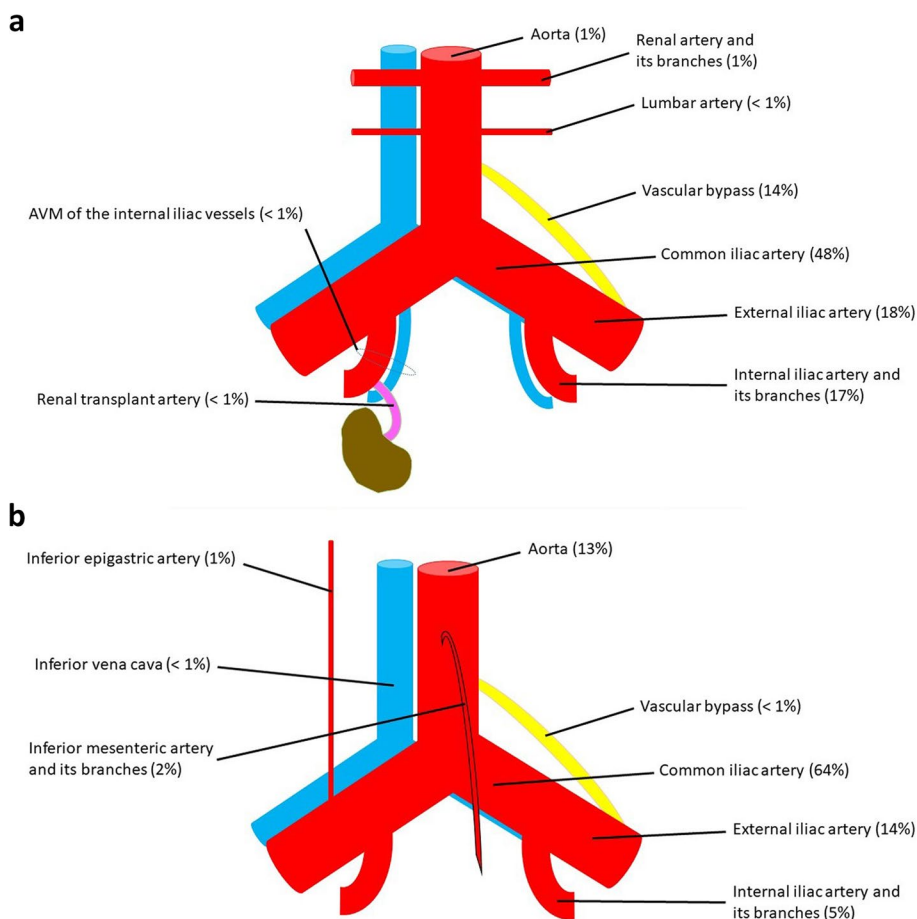 a
Aorta (1%)
Renal artery and
its branches (1%)
Lumbar artery (< 1%)
Vascular bypass (14%)
AVM of the internal iliac vessels (< 1%)
Common iliac artery (48%)
External iliac artery (18%)
Internal iliac artery and
its branches (17%)
Renal transplant artery (< 1%)
b
Aorta (13%)
Inferior epigastric artery (1%)
Inferior vena cava (< 1%)
Vascular bypass (< 1%)
Inferior mesenteric artery
and its branches (2%)
Common iliac artery (64%)
External iliac artery (14%)
Internal iliac artery and
its branches (5%)